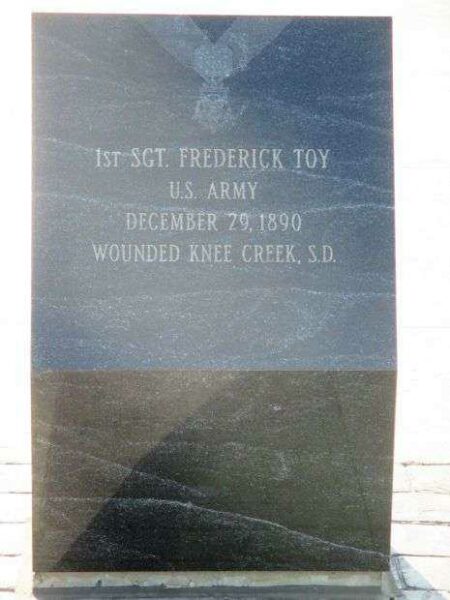 1ST SGT. FREDERICK TOY
U.S. ARMY
DECEMBER 29, 1890
WOUNDED KNEE CREEK, S.D.